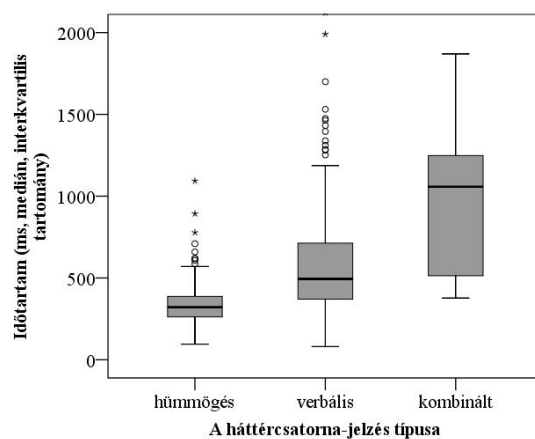 Időtartam (ms, medián, interkvartilis
tartomány)
2000
1500
1000
500
0
hümmögés
verbális
kombinált
A háttércsatorna-jelzés típusa